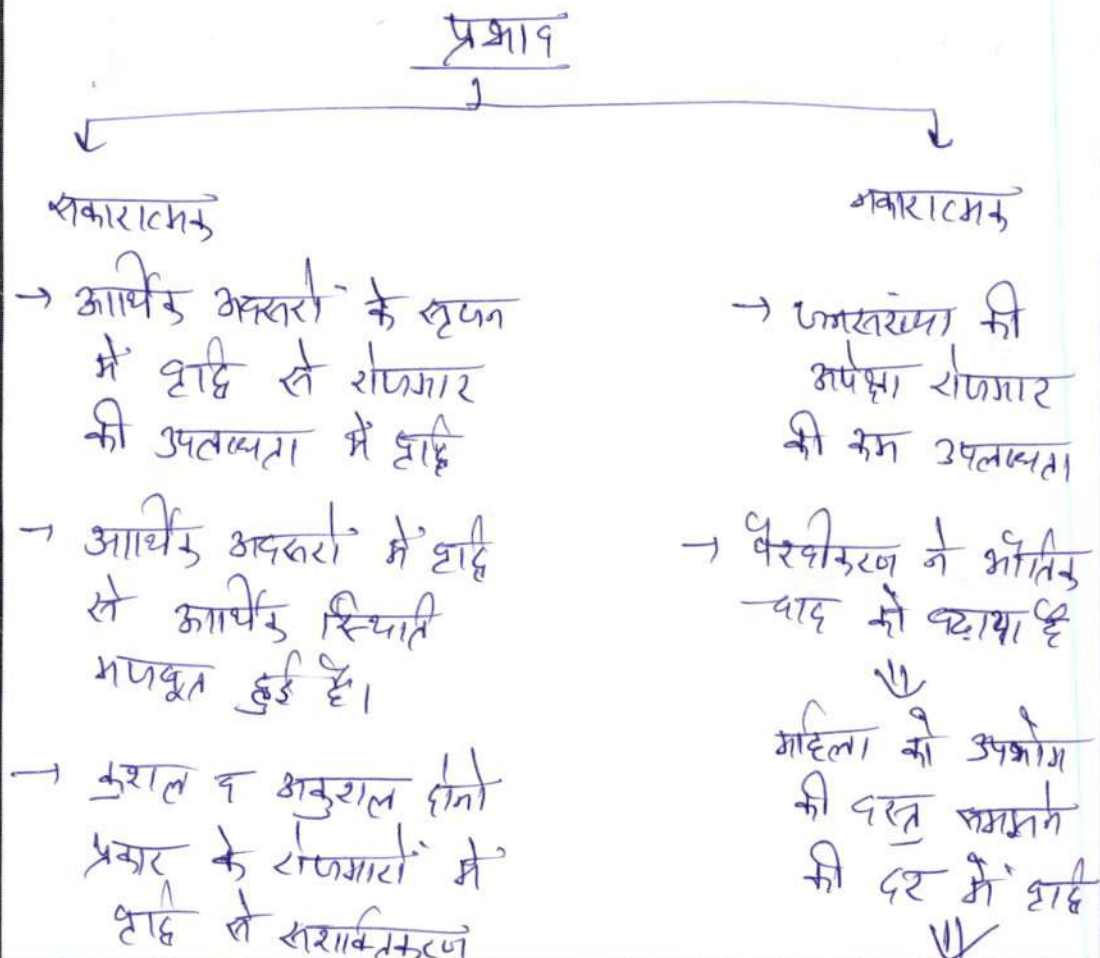 प्रभाव
सकारात्मक
→ आर्थिक अवसरों के सृजन
में वृद्धि से रोजगार
की उपलब्धता में वृद्धि
→ आर्थिक अवसरों में वृद्धि
से आर्थिक स्थिति
मजबूत हुई है।
→ कुशल व अकुशल दोनो
प्रकार के रोजगारों में
वृद्धि से सशक्तिकरण
नकारात्मक
→ जनसंख्या की
अपेक्षा रोजगार
की कम उपलब्धता
→ वैश्वीकरण ने भौतिक
-वाद को बढ़ाया है
महिला को उपभोग
की वस्तु समझने
की दर में वृद्धि